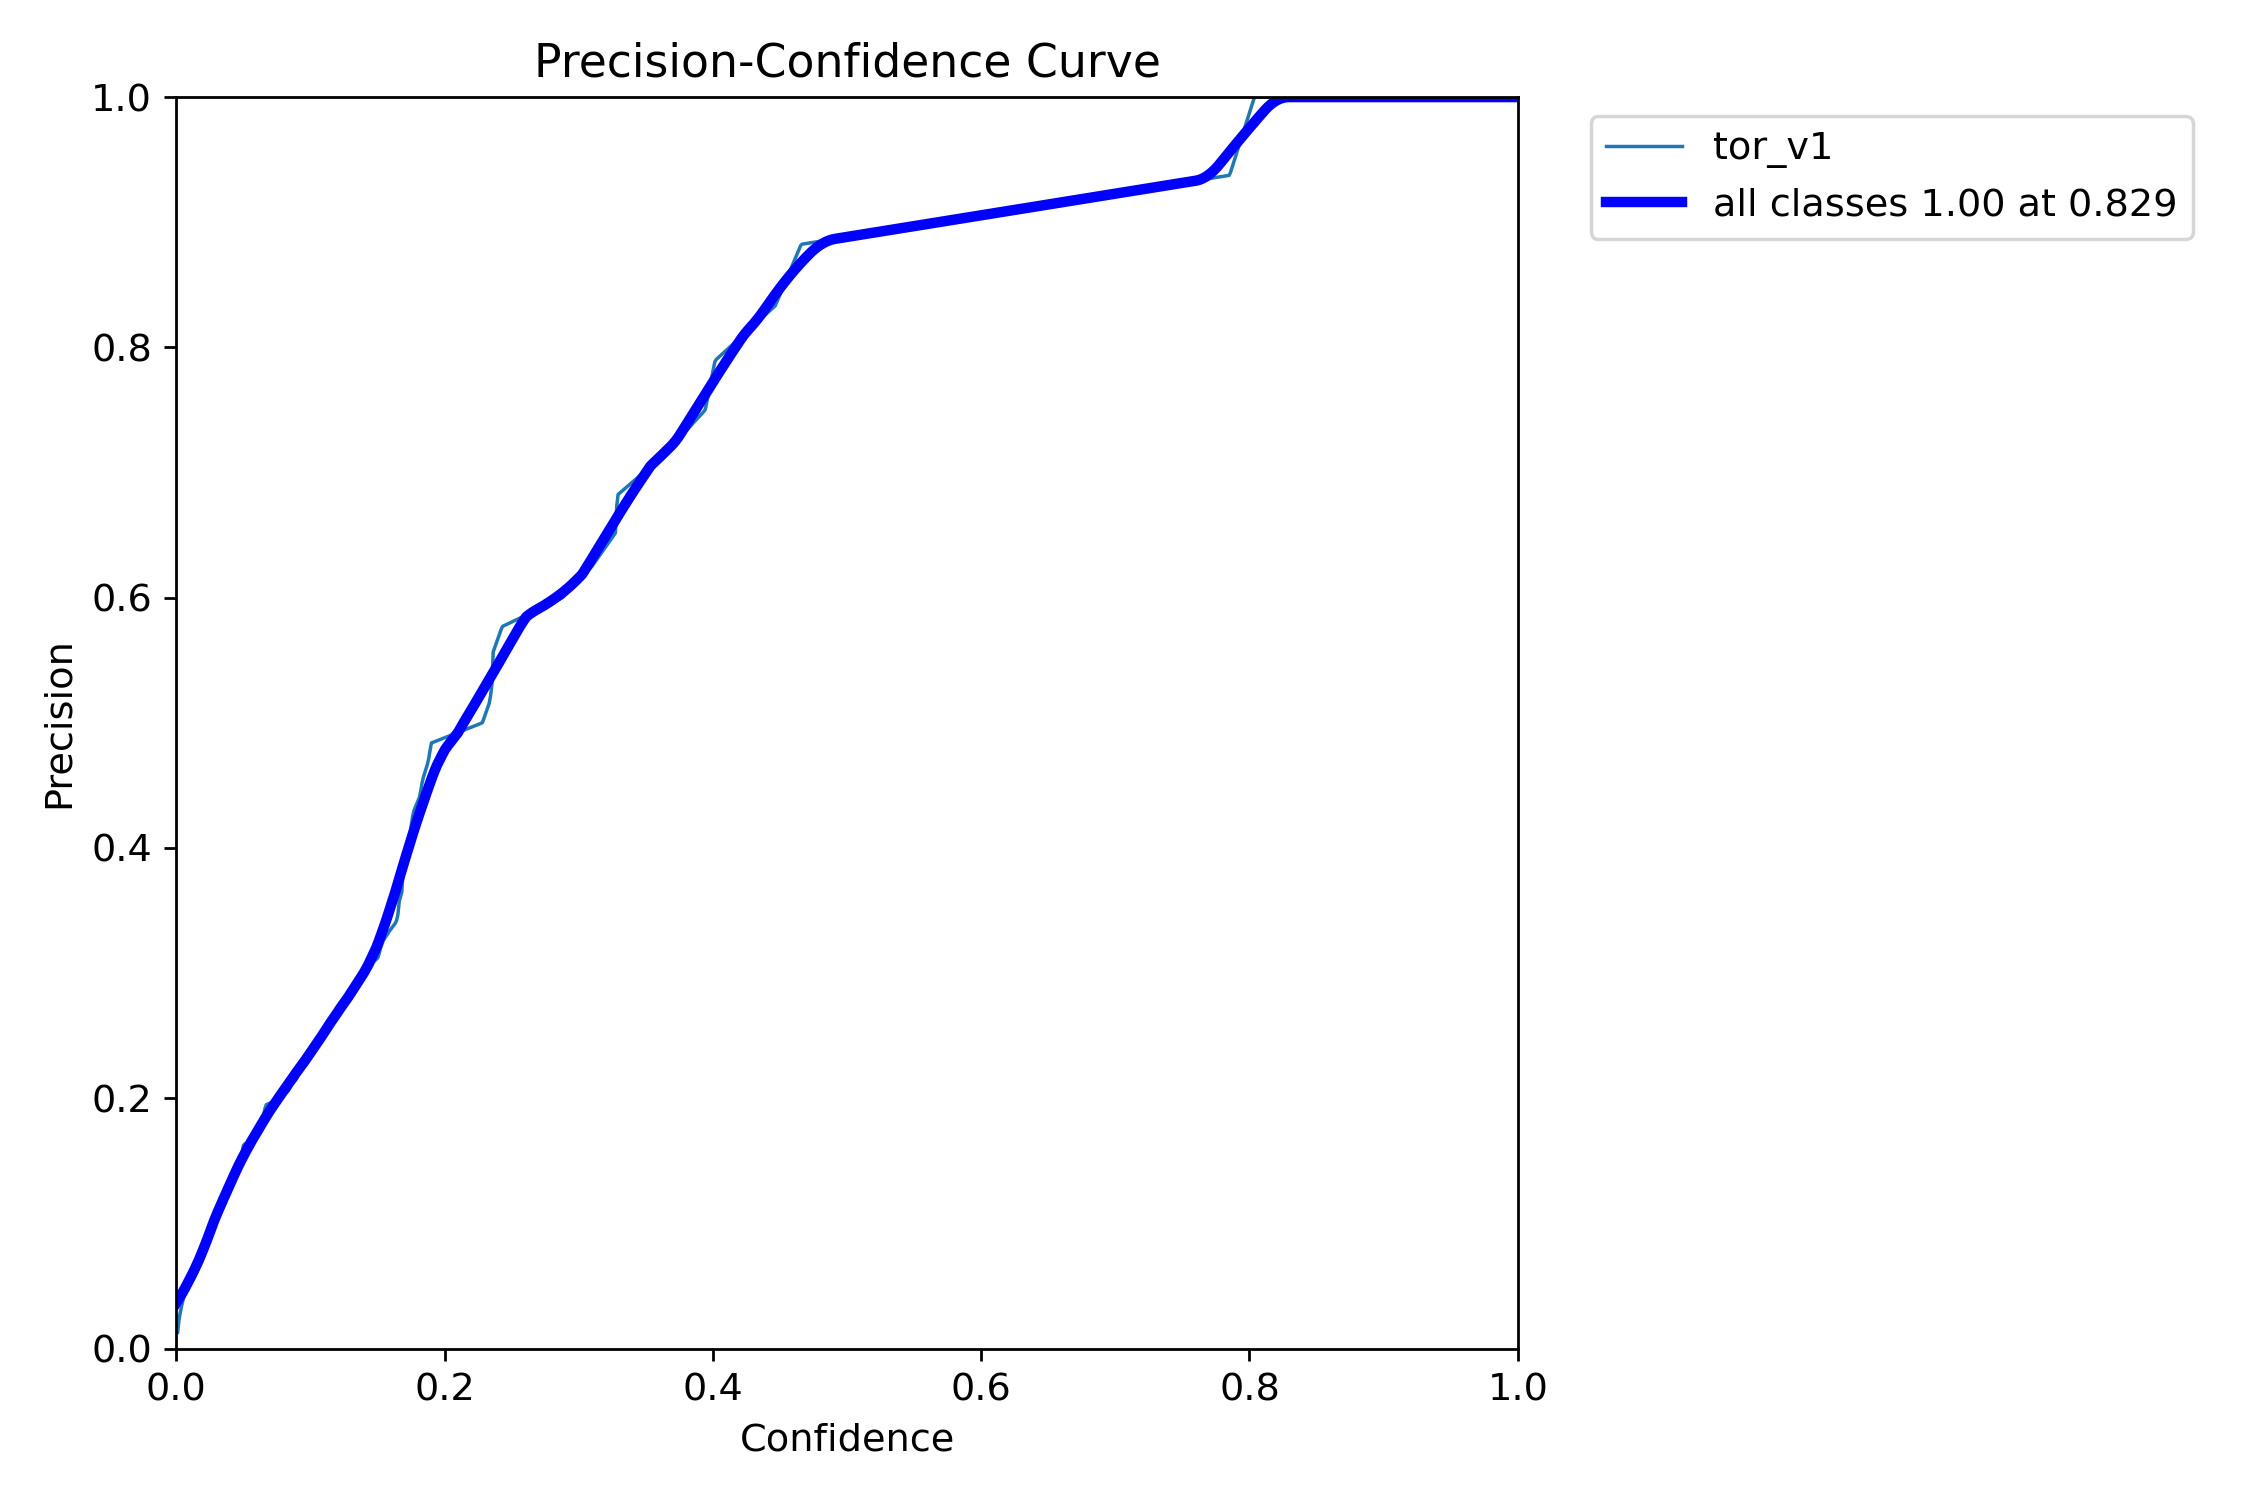 Precision-Confidence Curve
1.0
0.8
0.6
0.4
0.2
0.0
Precision
0.0 0.2 0.4 0.6 0.8 1.0
Confidence
tor_v1
all classes 1.00 at 0.829